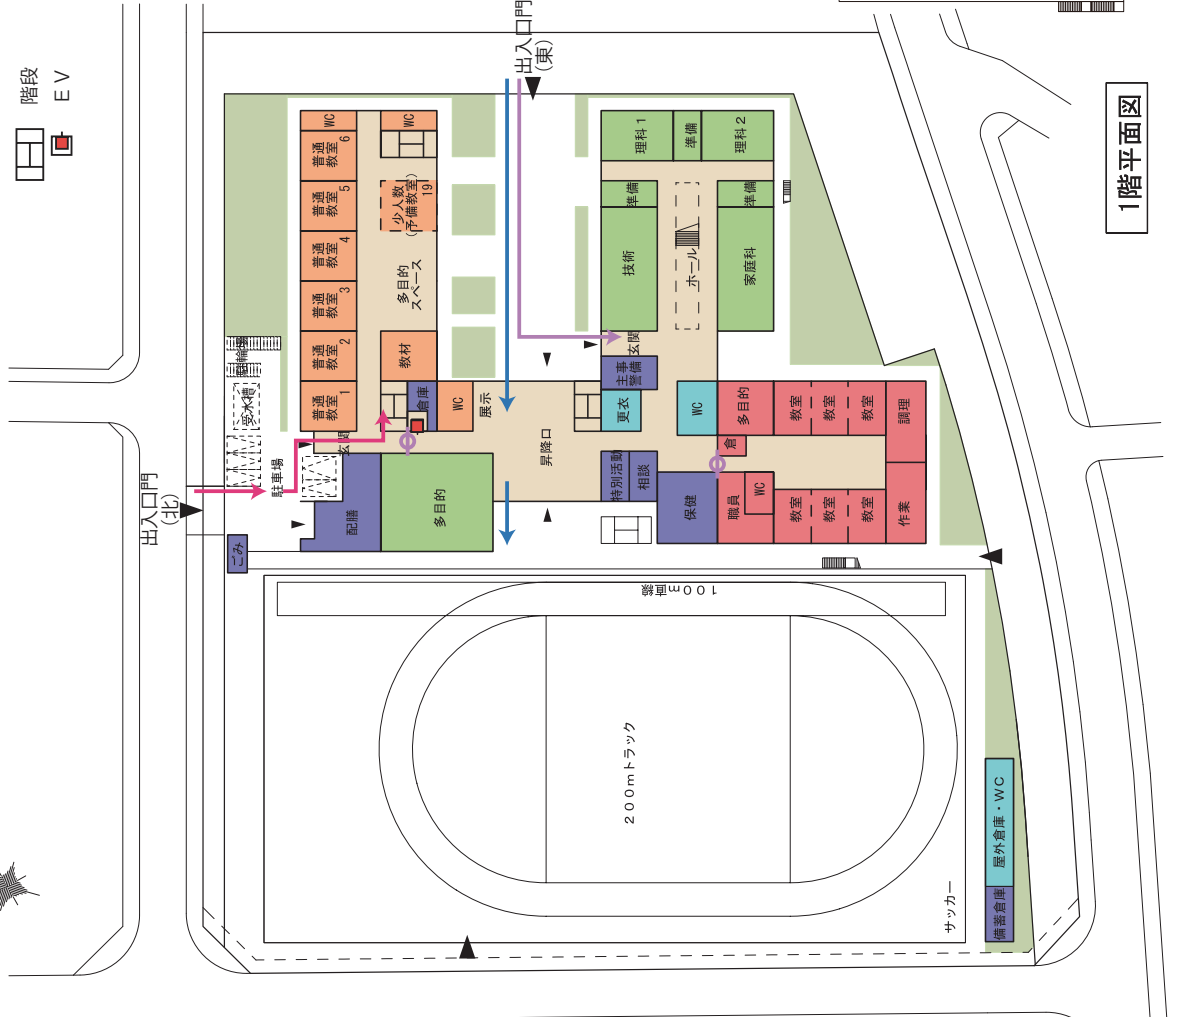 階段
ＥＶ
出入口門
(東)
1階平面図
WC
WC
普通
教室
6
普通
教室
5
普通
教室
4
普通
教室
3
普通
教室
2
普通
教室
1
少人数
(予備教室)
19
多目的
スペース
教材
倉庫
WC
展示
昇降口
玄関
駐車場
受水槽
駐輪場
出入口門
(北)
ごみ
配膳
多目的
理科1
準備
理科2
準備
準備
技術
ホール
家庭科
玄関
主事
警備
更衣
WC
多目的
教室
教室
教室
調理
倉
特別活動
相談
保健
職員
WC
教室
教室
教室
作業
１００ｍ直線
２００ｍトラック
サッカー
屋外倉庫・ＷＣ
備蓄倉庫